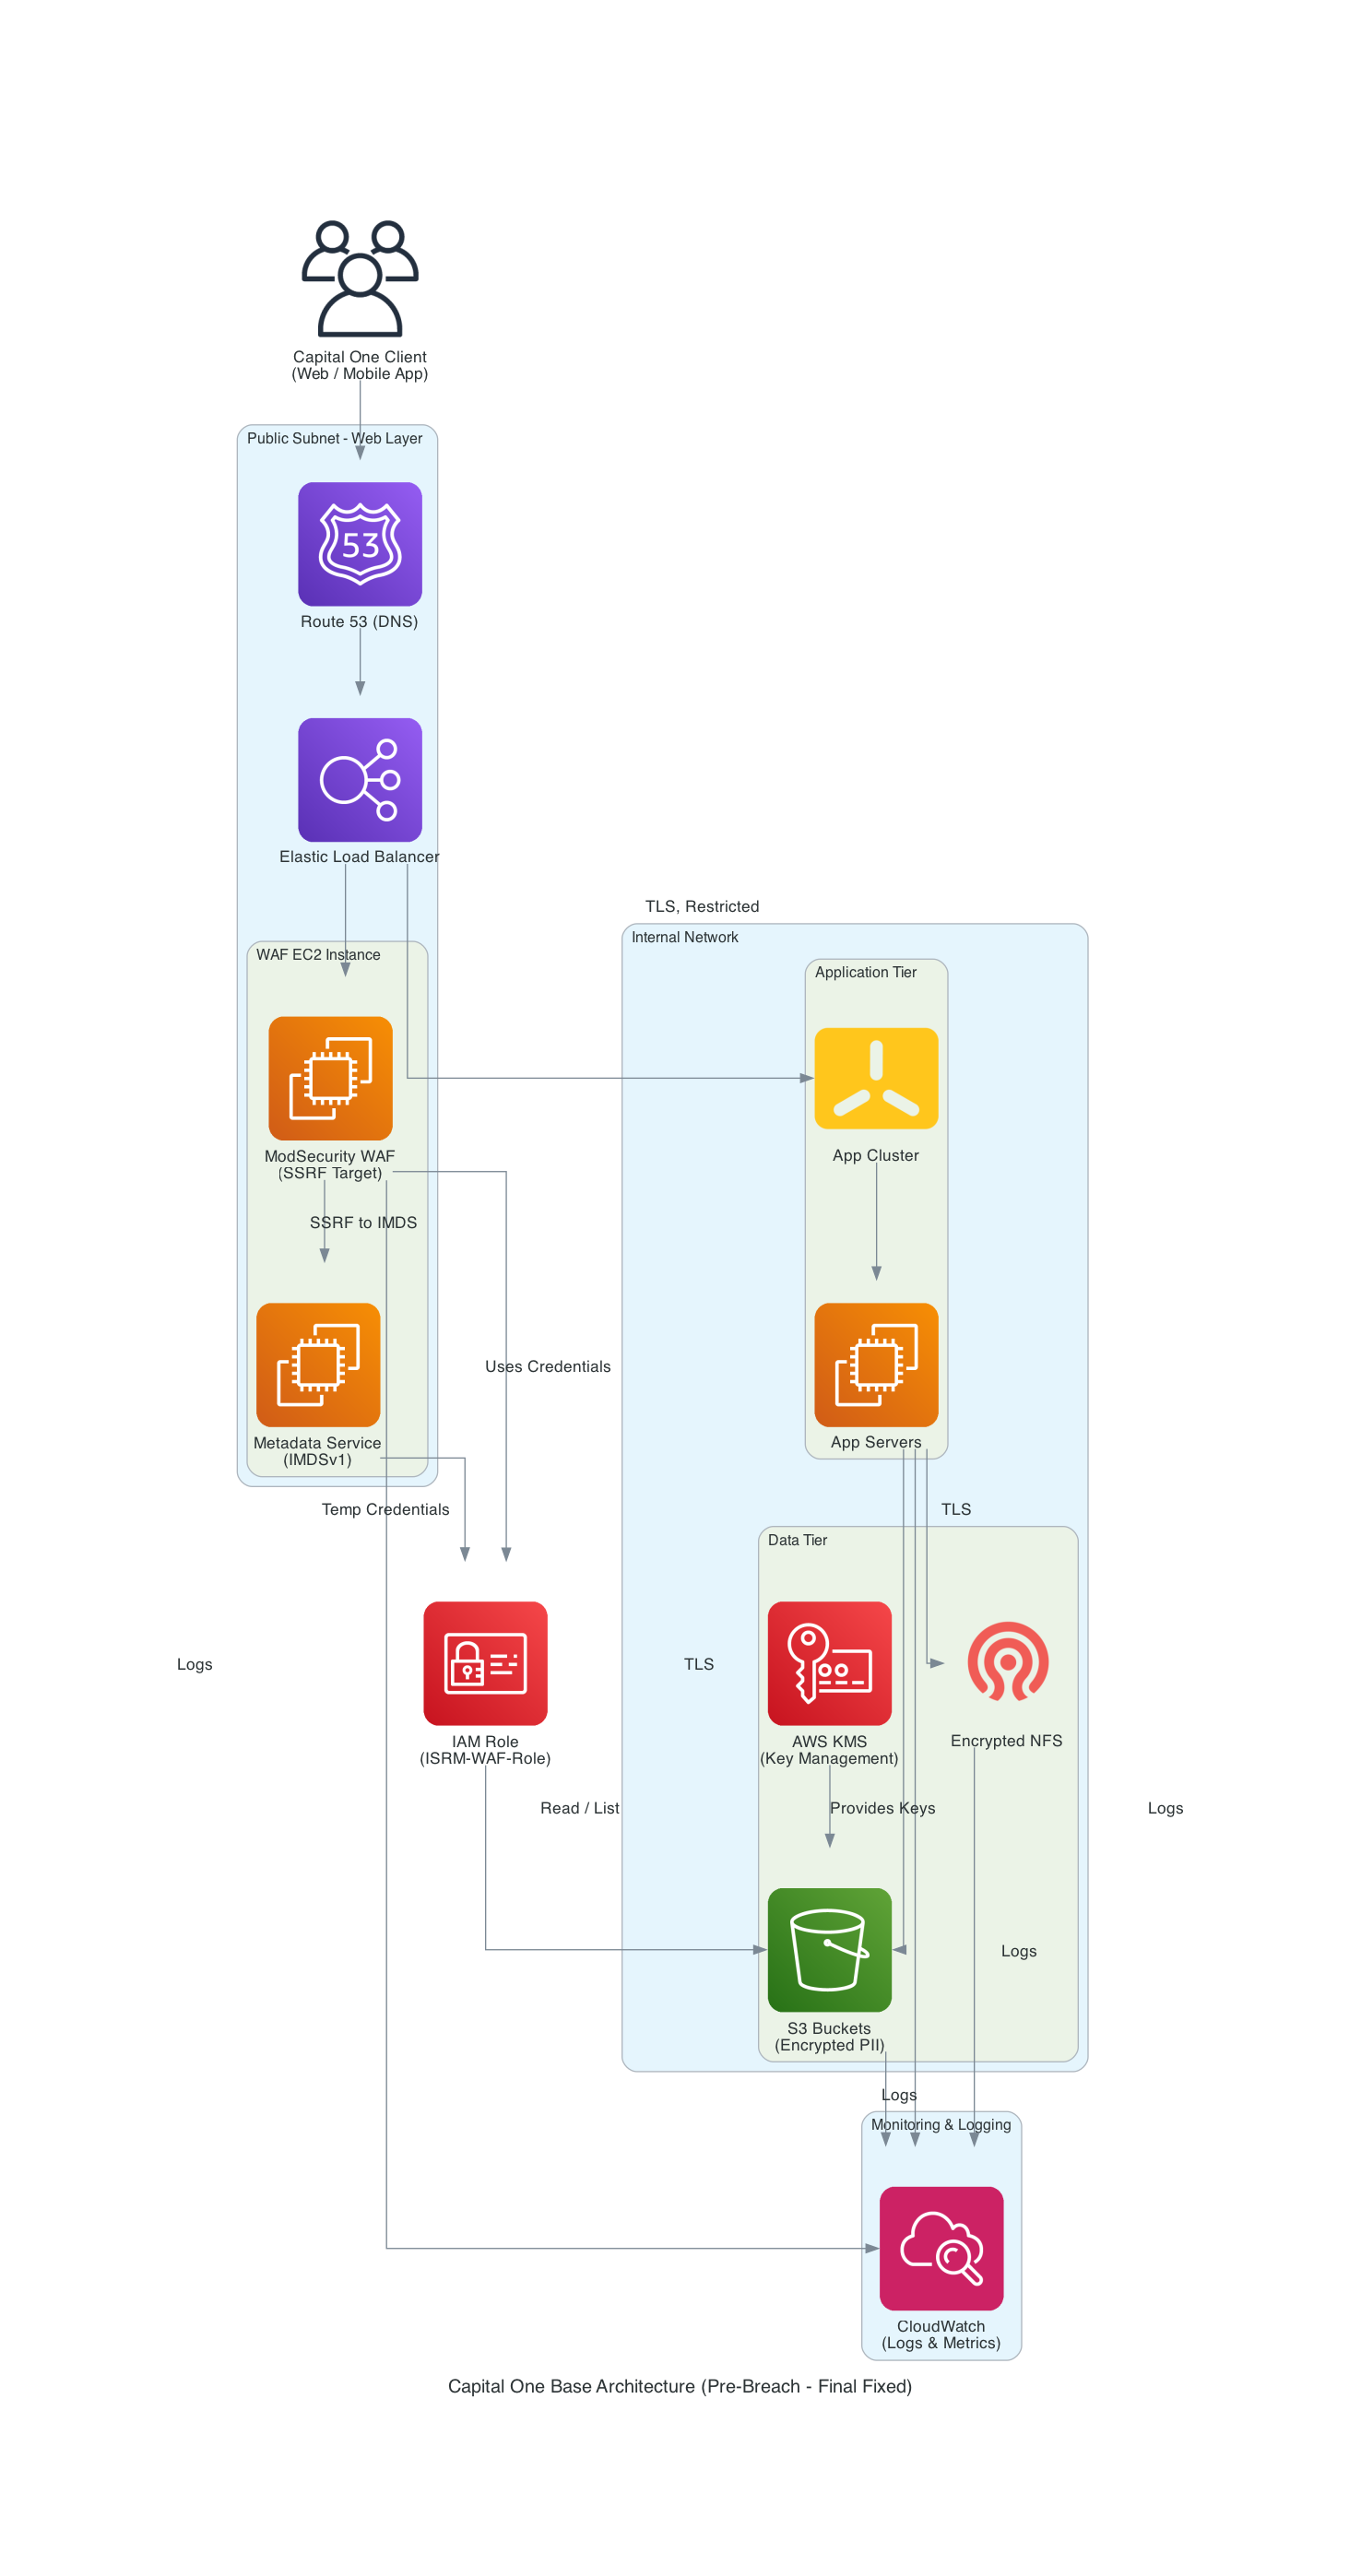 Capital One Client
(Web / Mobile App)
Public Subnet - Web Layer
53
Route 53 (DNS)
Elastic Load Balancer
TLS, Restricted
Internal Network
WAF EC2 Instance
Application Tier
ModSecurity WAF
(SSRF Target)
App Cluster
SSRF to IMDS
Uses Credentials
Metadata Service
(IMDSv1)
App Servers
Temp Credentials
TLS
Data Tier
Logs
TLS
IAM Role
(ISRM-WAF-Role)
AWS KMS
(Key Management)
Encrypted NFS
Read / List
Provides Keys
Logs
Logs
S3 Buckets
(Encrypted PII)
Logs
Monitoring & Logging
CloudWatch
(Logs & Metrics)
Capital One Base Architecture (Pre-Breach - Final Fixed)